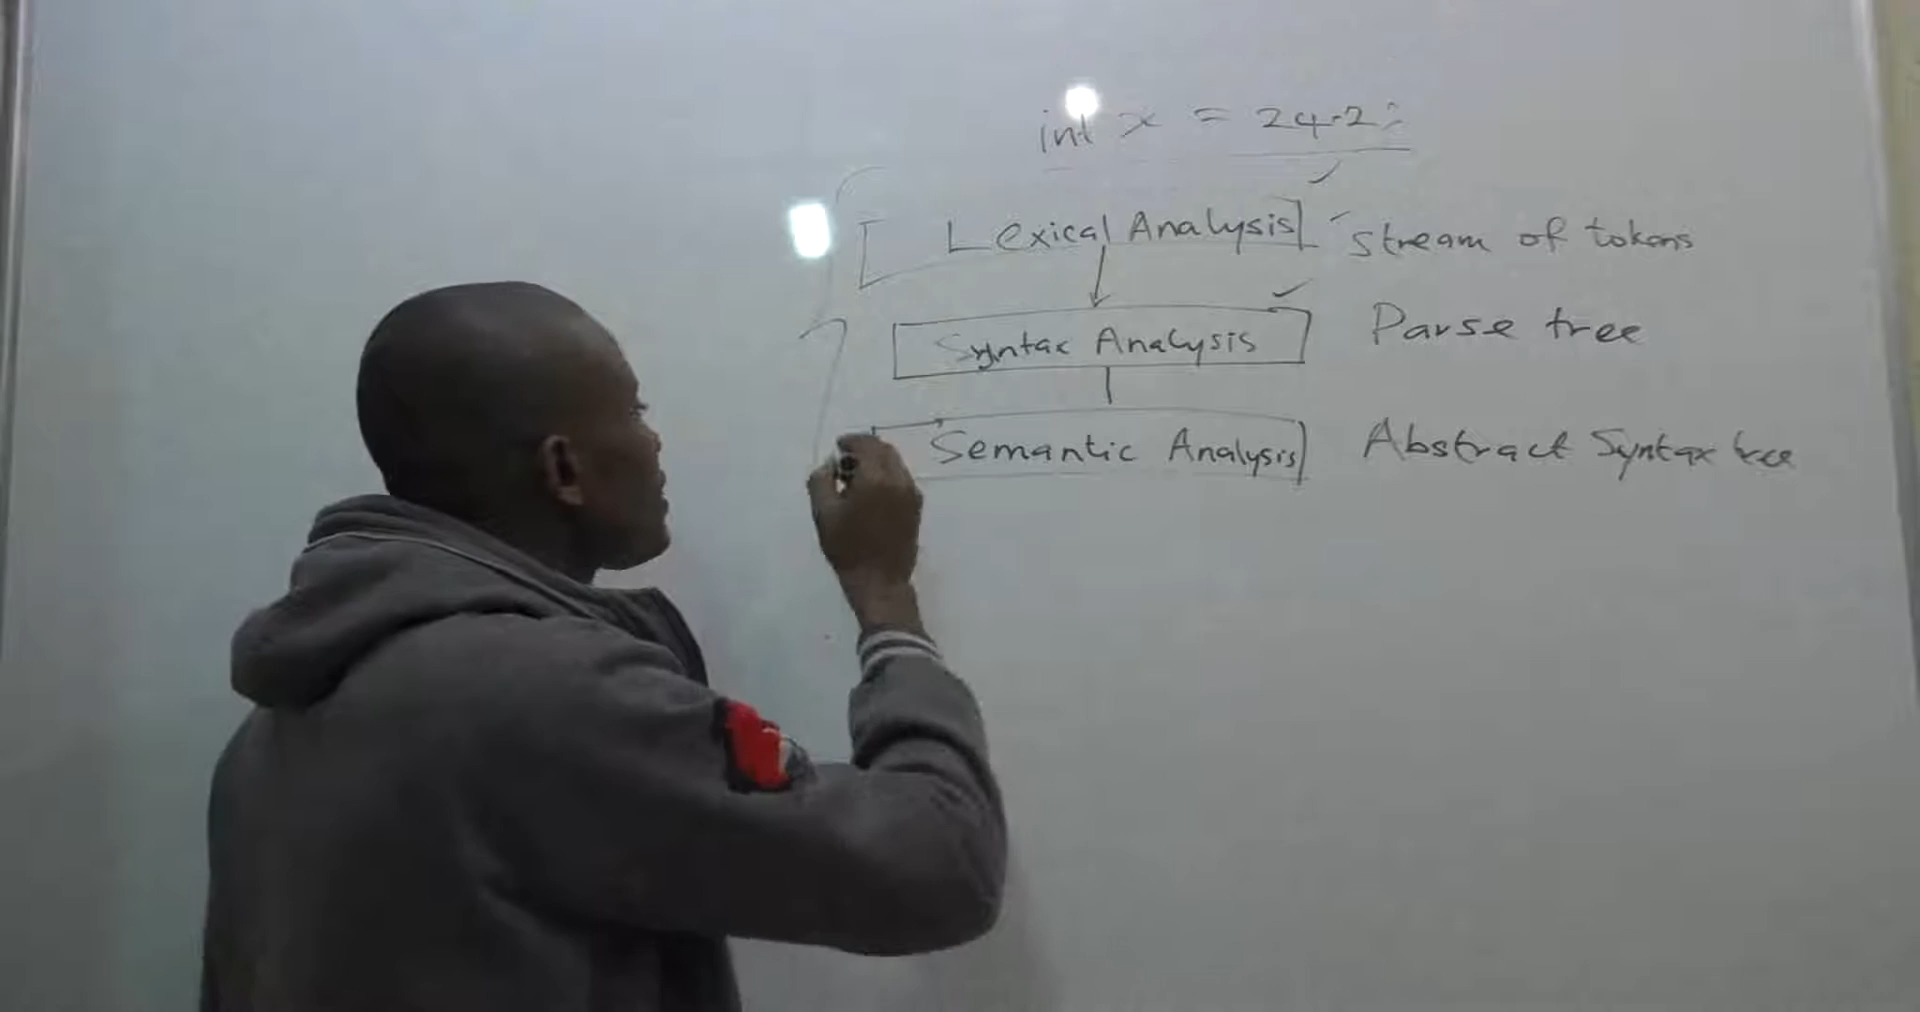 int x = 24.2;
Lexical Analysis stream of tokens
Syntax Analysis Parse tree
Semantic Analysis Abstract Syntax tree